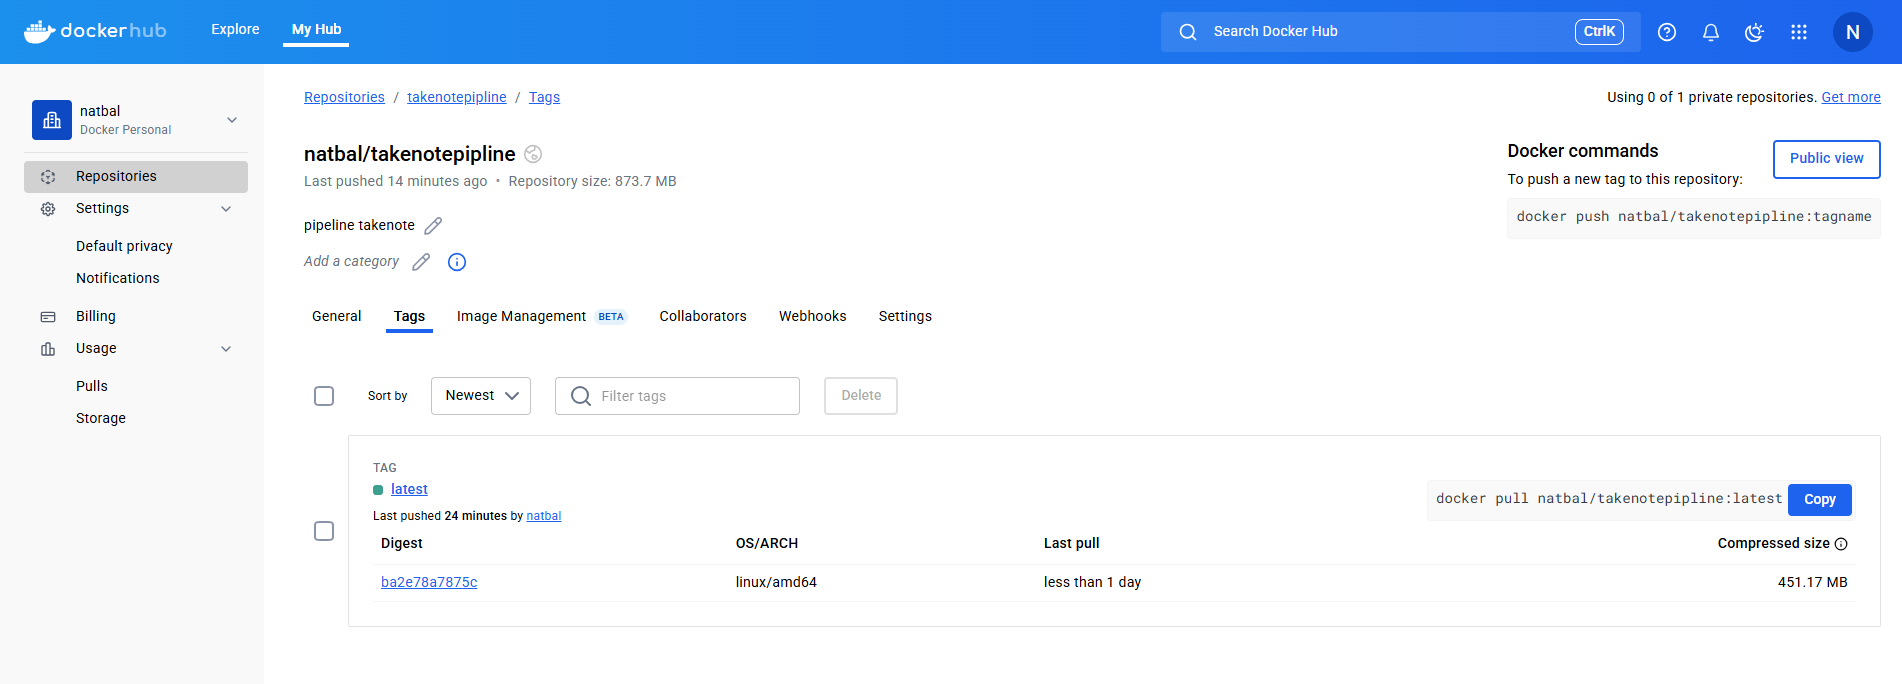 dockerhub
Explore
My Hub
Search Docker Hub
CtrlK
N
natbal
Docker Personal
Repositories
Settings
Default privacy
Notifications
Billing
Usage
Pulls
Storage
Repositories / takenotepipline / Tags
Using 0 of 1 private repositories. Get more
natbal/takenotepipline
Last pushed 14 minutes ago • Repository size: 873.7 MB
pipeline takenote
Add a category
Docker commands
Public view
To push a new tag to this repository:
docker push natbal/takenotepipline:tagname
General Tags Image Management BETA Collaborators Webhooks Settings
Sort by Newest Filter tags Delete
TAG
latest
Last pushed 24 minutes by natbal
docker pull natbal/takenotepipline:latest Copy
Digest OS/ARCH Last pull Compressed size
ba2e78a7875c linux/amd64 less than 1 day 451.17 MB